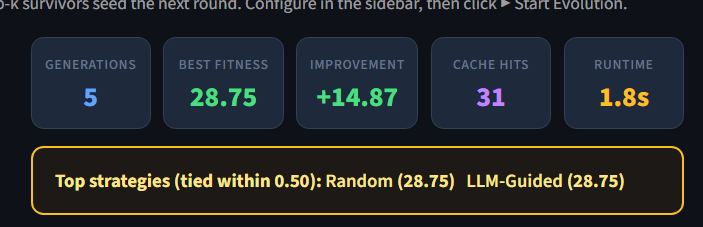 p-k survivors seed the next round. Configure in the sidebar, then click ▶ Start Evolution.
GENERATIONS
5
BEST FITNESS
28.75
IMPROVEMENT
+14.87
CACHE HITS
31
RUNTIME
1.8s
Top strategies (tied within 0.50): Random (28.75) LLM-Guided (28.75)